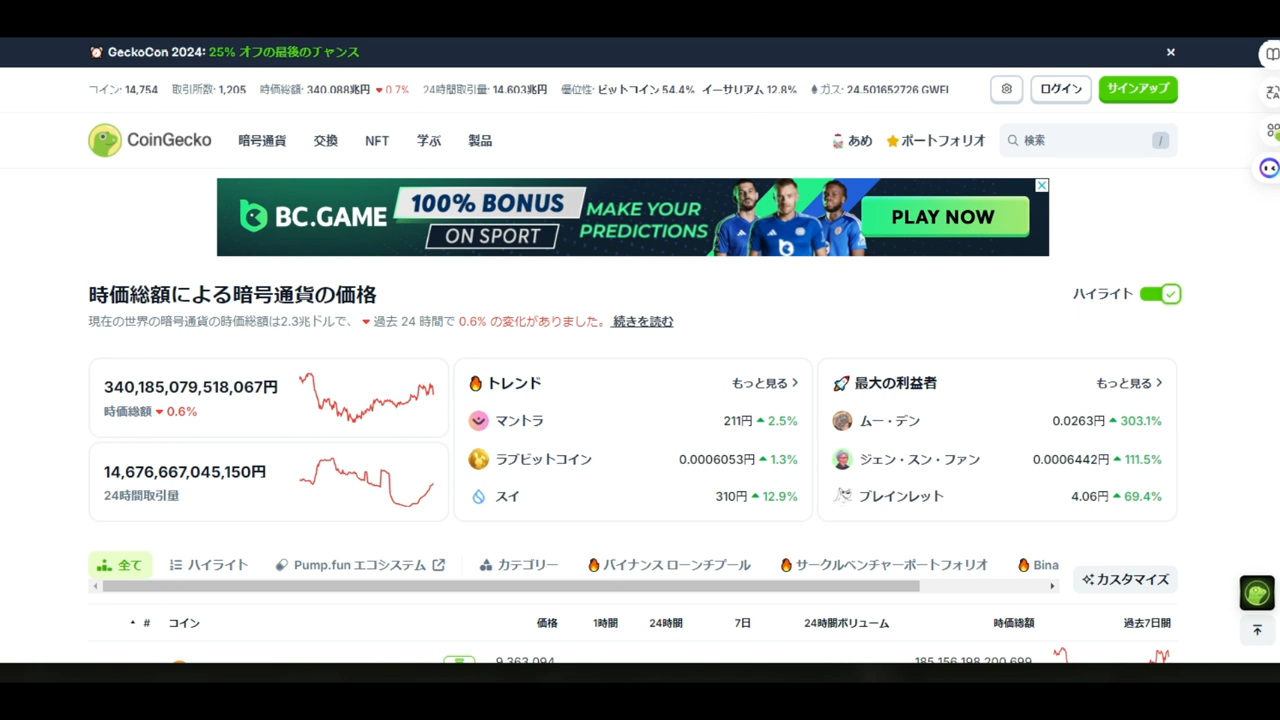 GeckoCon 2024: 25% オフの最後のチャンス
コイン: 14,754 取引所数: 1,205 時価総額: 340.088兆円 0.7% 24時間取引量: 14.603兆円 優位性: ビットコイン 54.4% イーサリアム 12.8% ガス: 24.501652726 GWEI
ログイン サインアップ
CoinGecko 暗号通貨 交換 NFT 学ぶ 製品 あめ ポートフォリオ 検索 /
BC.GAME 100% BONUS ON SPORT MAKE YOUR PREDICTIONS PLAY NOW
時価総額による暗号通貨の価格 ハイライト
現在の世界の暗号通貨の時価総額は2.3兆ドルで、 過去 24 時間で 0.6% の変化がありました。 続きを読む
340,185,079,518,067円
時価総額 0.6%
14,676,667,045,150円
24時間取引量
トレンド もっと見る
マントラ 211円 2.5%
ラブビットコイン 0.0006053円 1.3%
スイ 310円 12.9%
最大の利益者 もっと見る
ムー・デン 0.0263円 303.1%
ジェン・スン・ファン 0.0006442円 111.5%
ブレインレット 4.06円 69.4%
全て ハイライト Pump.fun エコシステム カテゴリー バイナンス ローンチプール サークルベンチャーポートフォリオ Bina
カスタマイズ
# コイン 価格 1時間 24時間 7日 24時間ボリューム 時価総額 過去7日間
9,363,094 185,156,198,200,699